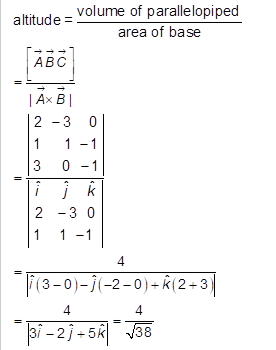 altitude = volume of parallelopiped / area of base
= [A⃗ B⃗ C⃗] / |A⃗ × B⃗|
= | 2 −3 0 |
| 1 1 −1 |
| 3 0 −1 |
/
| î ĵ k̂ |
| 2 −3 0 |
| 1 1 −1 |
= 4 / |î(3−0)−ĵ(−2−0)+k̂(2+3)|
= 4 / |3î−2ĵ+5k̂| = 4 / √38